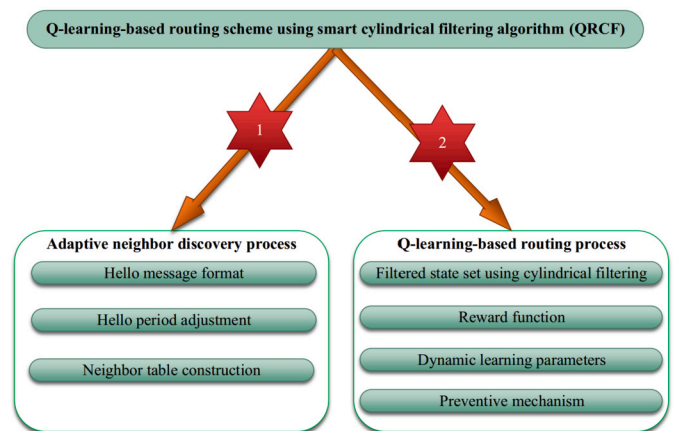 Q-learning-based routing scheme using smart cylindrical filtering algorithm (QRCF)
1
2
Adaptive neighbor discovery process
Hello message format
Hello period adjustment
Neighbor table construction
Q-learning-based routing process
Filtered state set using cylindrical filtering
Reward function
Dynamic learning parameters
Preventive mechanism